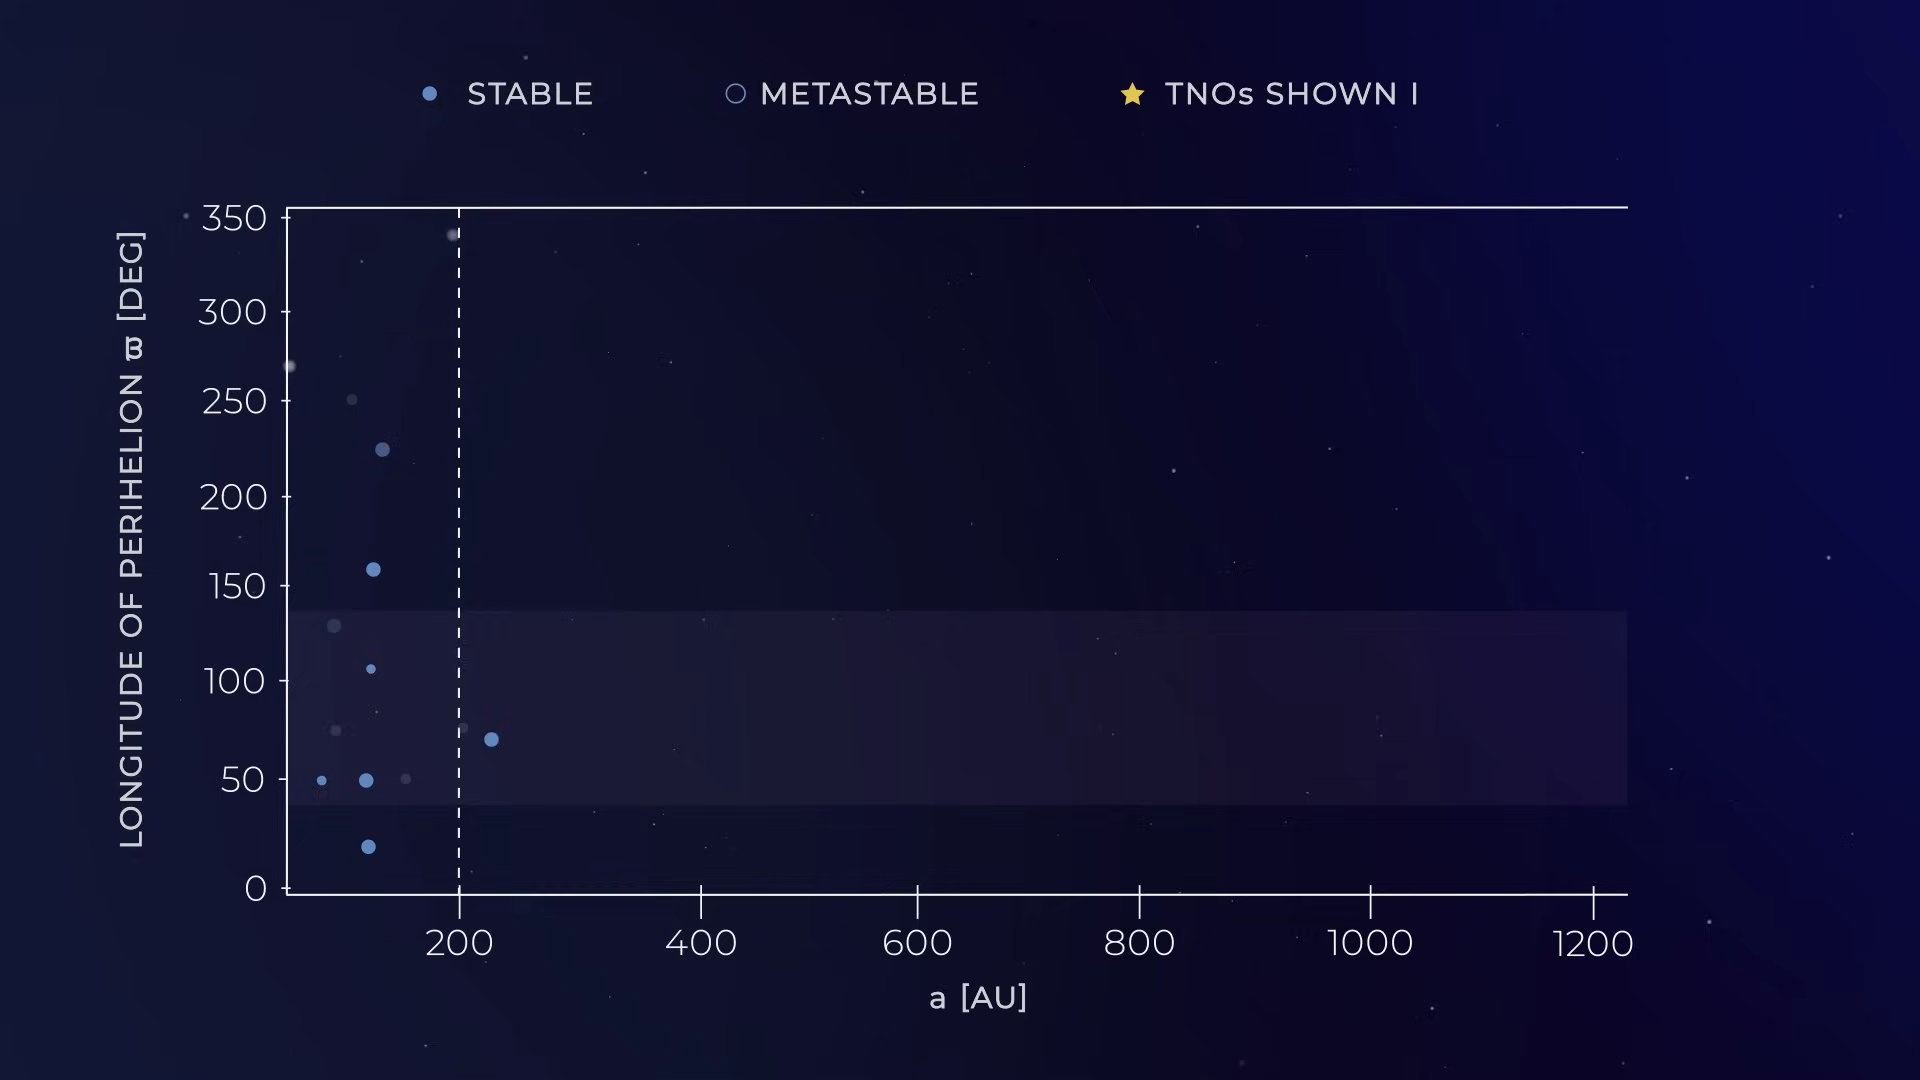 STABLE
METASTABLE
TNOs SHOWN I
LONGITUDE OF PERIHELION ϖ [DEG]
350
300
250
200
150
100
50
0
200
400
600
800
1000
1200
a [AU]